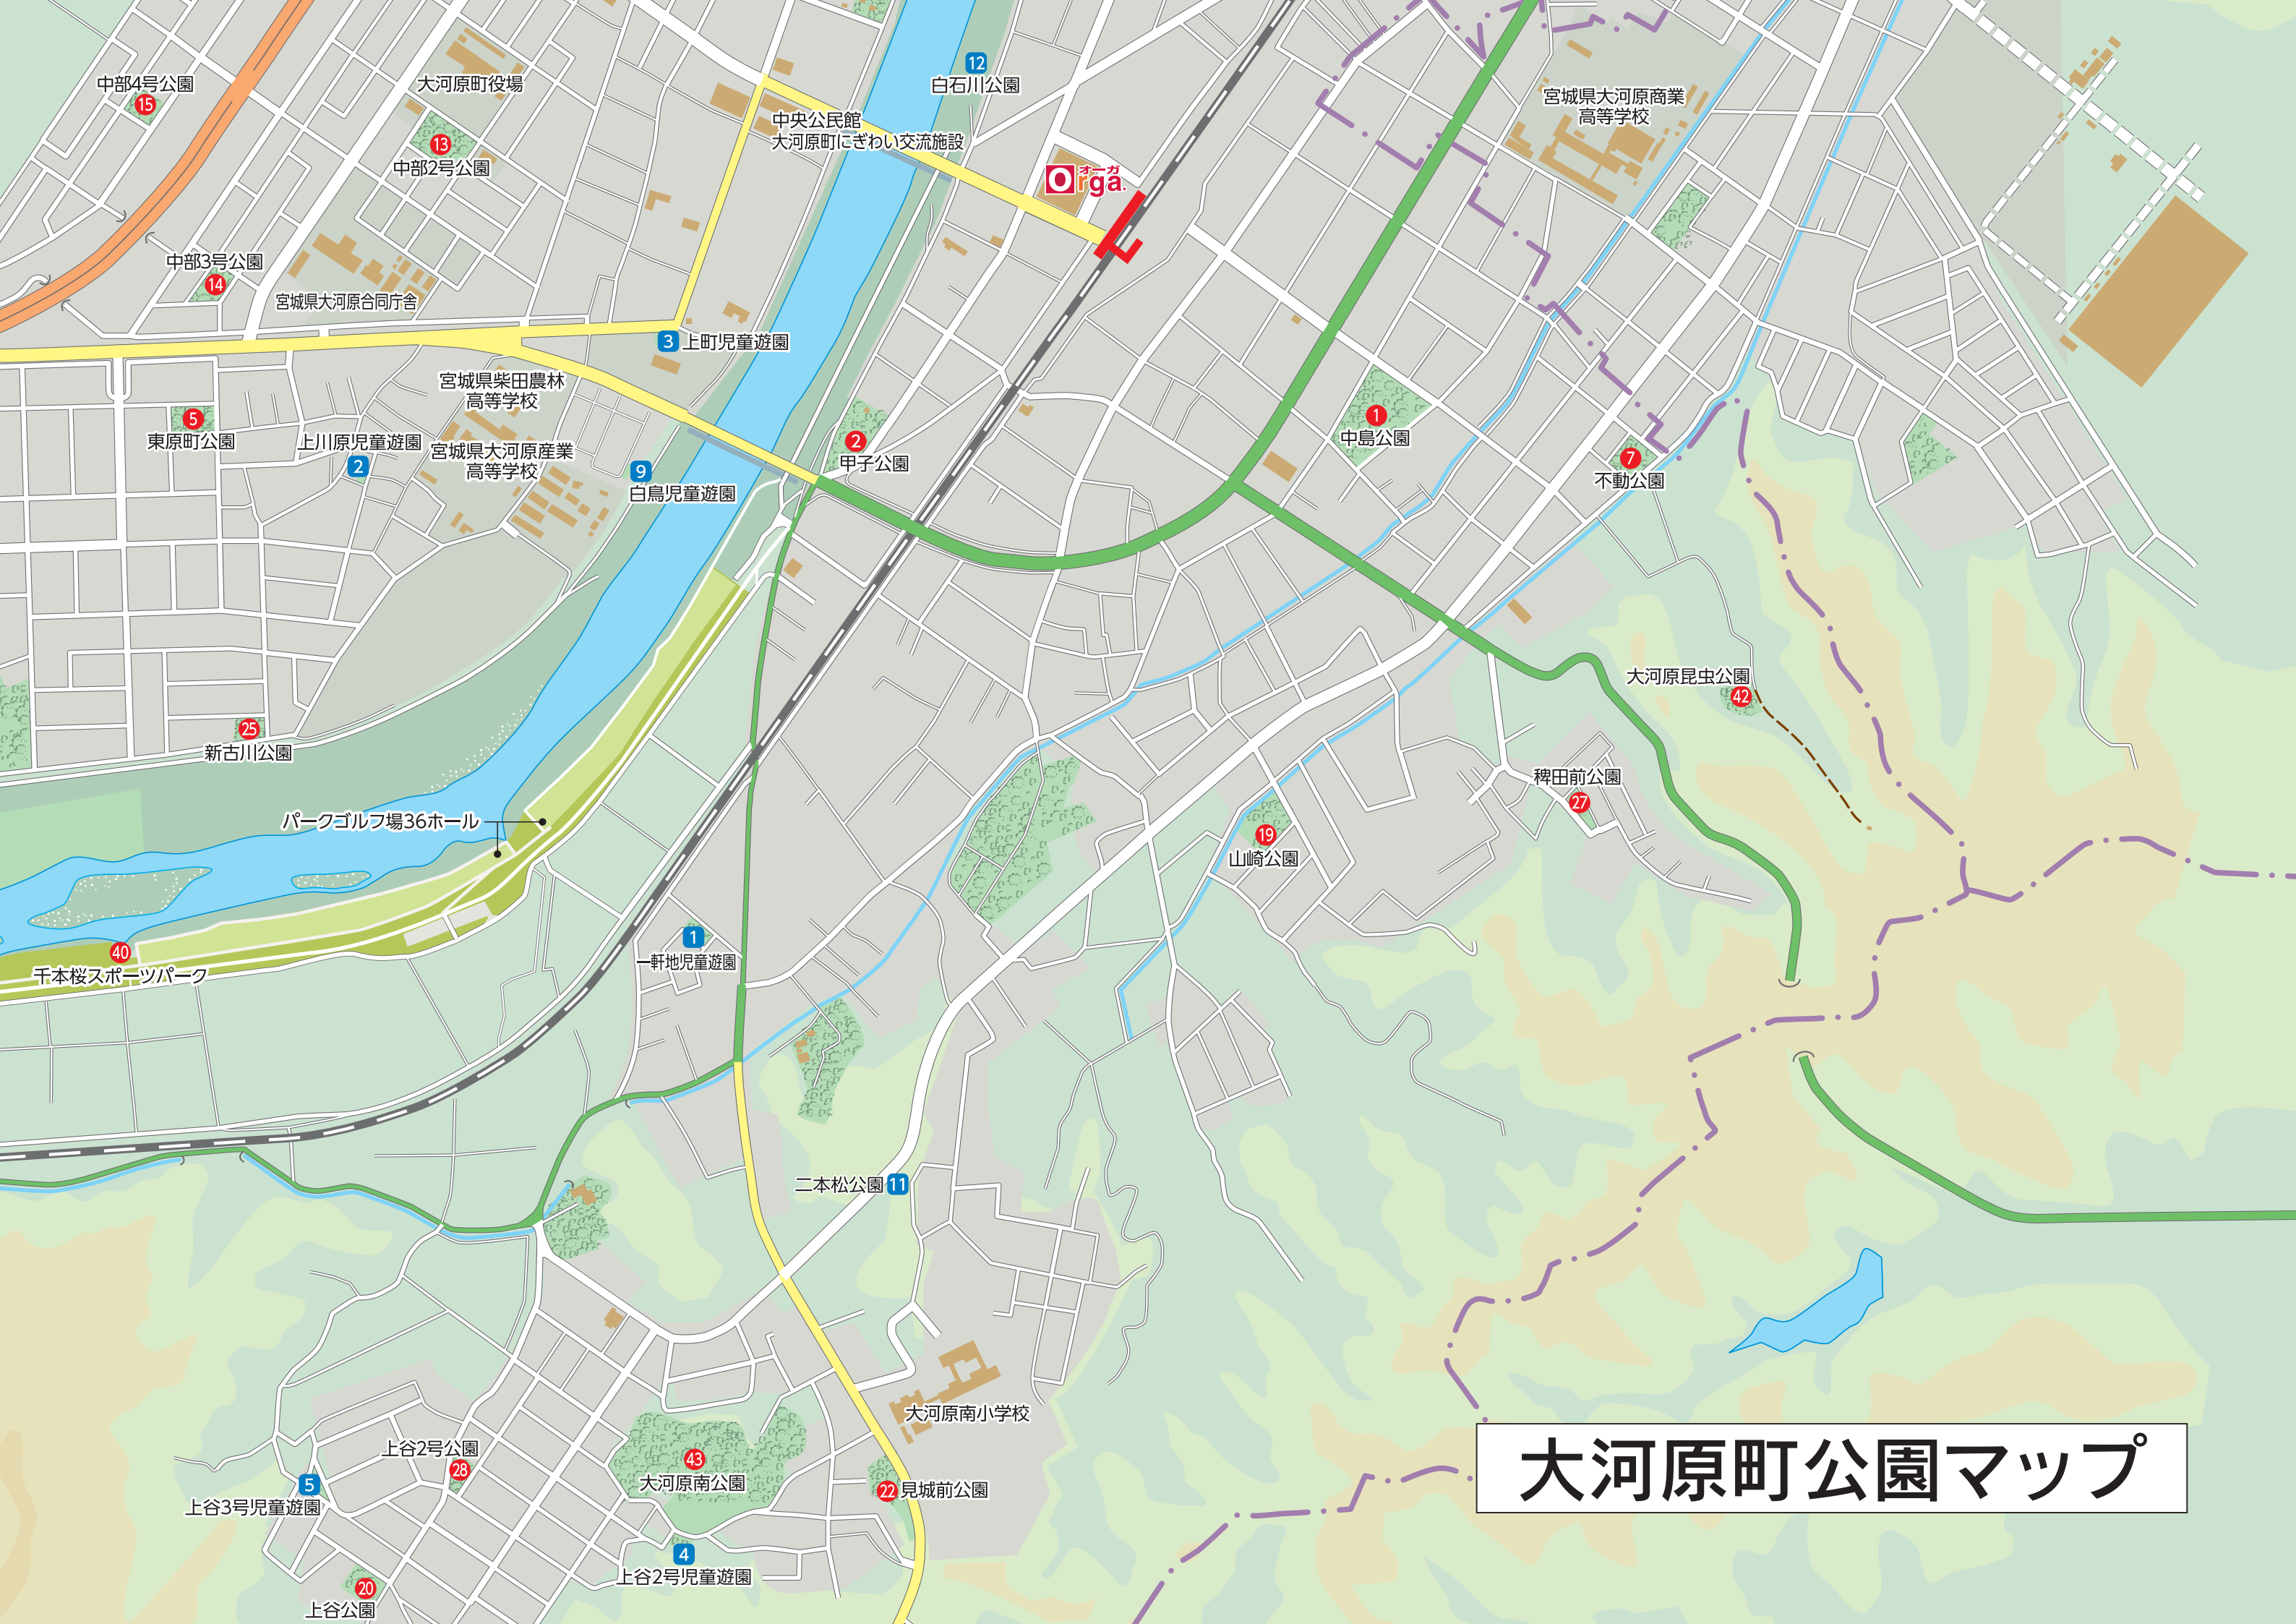 12
白石川公園
中部4号公園
15
大河原町役場
13
中部2号公園
中央公民館
大河原町にぎわい交流施設
宮城県大河原商業
高等学校
オーガ
Orga.
中部3号公園
14
宮城県大河原合同庁舎
3 上町児童遊園
宮城県柴田農林
高等学校
5
東原町公園
上川原児童遊園
2
宮城県大河原産業
高等学校
9
白鳥児童遊園
2
甲子公園
1
中島公園
7
不動公園
大河原昆虫公園
42
25
新古川公園
稗田前公園
27
パークゴルフ場36ホール
19
山崎公園
40
千本桜スポーツパーク
1
一軒地児童遊園
二本松公園 11
大河原南小学校
上谷2号公園
28
43
大河原南公園
5
上谷3号児童遊園
22 見城前公園
大河原町公園マップ
4
上谷2号児童遊園
20
上谷公園